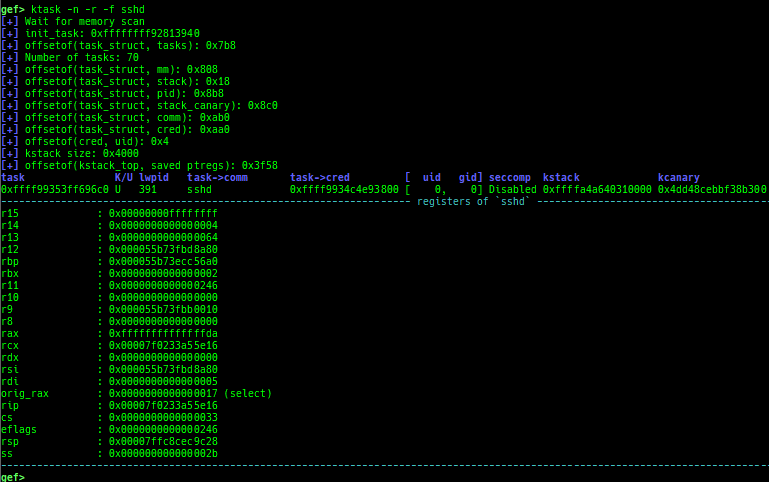 gef> ktask -n -r -f sshd
[+] Wait for memory scan
[+] init_task: 0xffffffff92813940
[+] offsetof(task_struct, tasks): 0x7b8
[+] Number of tasks: 70
[+] offsetof(task_struct, mm): 0x808
[+] offsetof(task_struct, stack): 0x18
[+] offsetof(task_struct, pid): 0x8b8
[+] offsetof(task_struct, stack_canary): 0x8c0
[+] offsetof(task_struct, comm): 0xab0
[+] offsetof(task_struct, cred): 0xaa0
[+] offsetof(cred, uid): 0x4
[+] kstack size: 0x4000
[+] offsetof(kstack_top, saved ptregs): 0x3f58
task K/U lwpid task->comm task->cred [ uid gid] seccomp kstack kcanary
0xffff99353ff696c0 U 391 sshd 0xffff9934c4e93800 [ 0, 0] Disabled 0xffffa4a640310000 0x4dd48cebbf38b300
registers of `sshd`
r15 : 0x00000000ffffffff
r14 : 0x0000000000000004
r13 : 0x0000000000000064
r12 : 0x000055b73fbd8a80
rbp : 0x000055b73ecc56a0
rbx : 0x0000000000000002
r11 : 0x0000000000000246
r10 : 0x0000000000000000
r9 : 0x000055b73fbb0010
r8 : 0x0000000000000000
rax : 0xffffffffffffffda
rcx : 0x00007f0233a55e16
rdx : 0x0000000000000000
rsi : 0x000055b73fbd8a80
rdi : 0x0000000000000005
orig_rax : 0x0000000000000017 (select)
rip : 0x00007f0233a55e16
cs : 0x0000000000000033
eflags : 0x0000000000000246
rsp : 0x00007ffc8cec9c28
ss : 0x000000000000002b
gef>